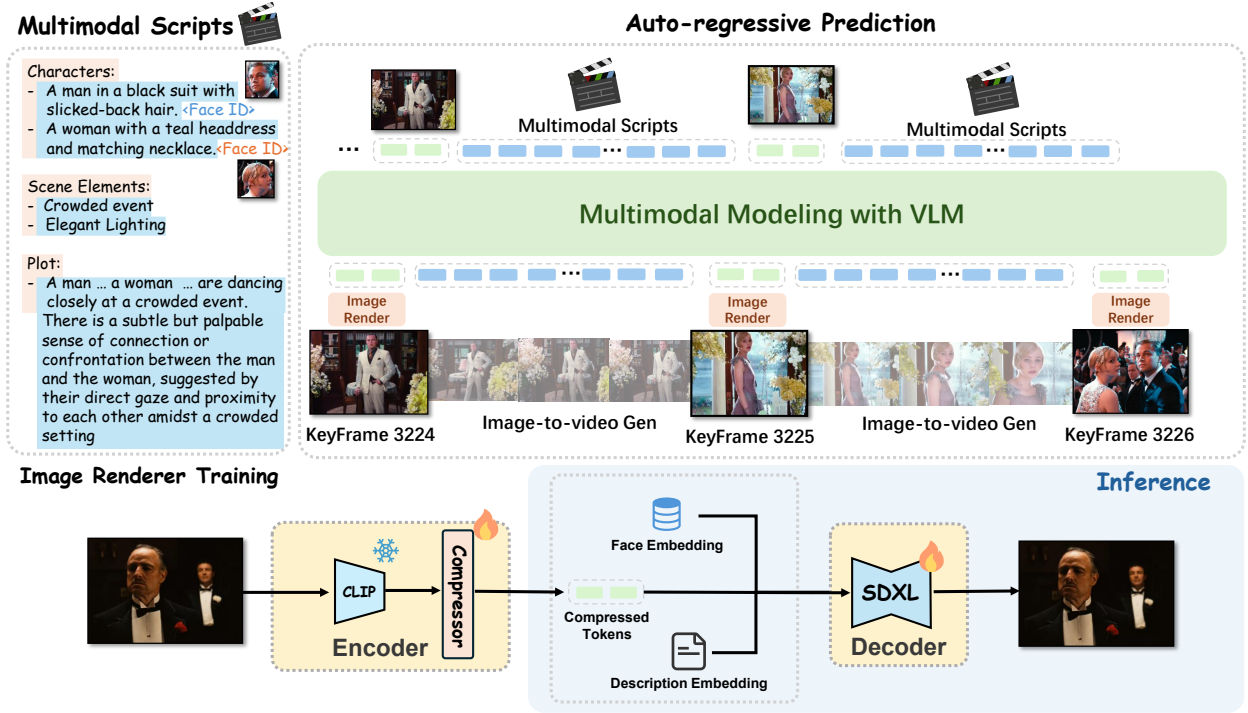 Multimodal Scripts
Characters:
- A man in a black suit with
slicked-back hair. <Face ID>
- A woman with a teal headdress
and matching necklace.<Face ID>
Scene Elements:
- Crowded event
- Elegant Lighting
Plot:
- A man ... a woman ... are dancing
closely at a crowded event.
There is a subtle but palpable
sense of connection or
confrontation between the man
and the woman, suggested by
their direct gaze and proximity
to each other amidst a crowded
setting
Auto-regressive Prediction
Multimodal Scripts
Multimodal Scripts
...
...
...
Multimodal Modeling with VLM
...
...
Image
Render
Image
Render
Image
Render
KeyFrame 3224
Image-to-video Gen
KeyFrame 3225
Image-to-video Gen
KeyFrame 3226
Image Renderer Training
Inference
CLIP
Compressor
Encoder
Face Embedding
Compressed
Tokens
Description Embedding
SDXL
Decoder